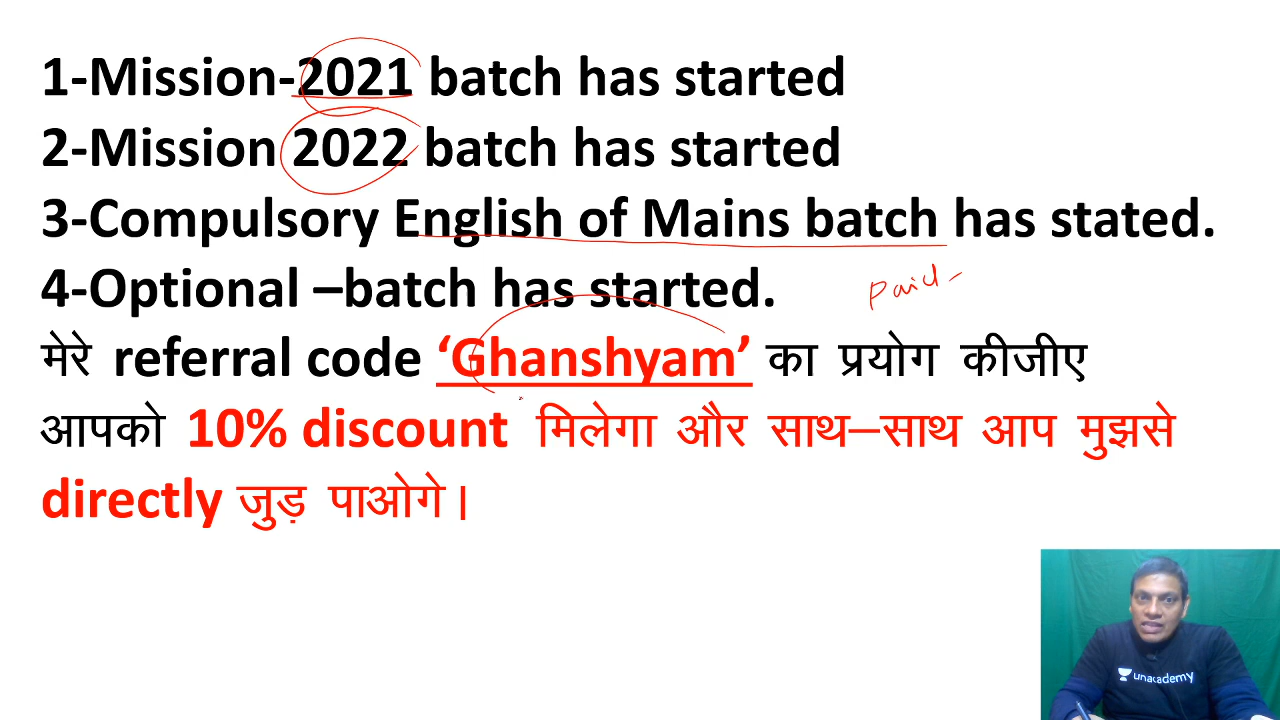 1-Mission-2021 batch has started
2-Mission 2022 batch has started
3-Compulsory English of Mains batch has stated.
4-Optional –batch has started.
Paid-
मेरे referral code ‘Ghanshyam’ का प्रयोग कीजीए
आपको 10% discount मिलेगा और साथ–साथ आप मुझसे
directly जुड़ पाओगे।
unacademy